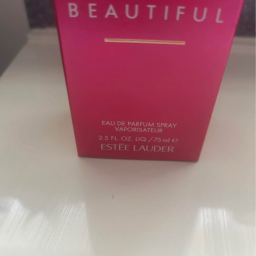 BEAUTIFUL
EAU DE PARFUM SPRAY
VAPORISATEUR
2.5 FL. OZ. LIQ./75 ml ℮
ESTĒE LAUDER